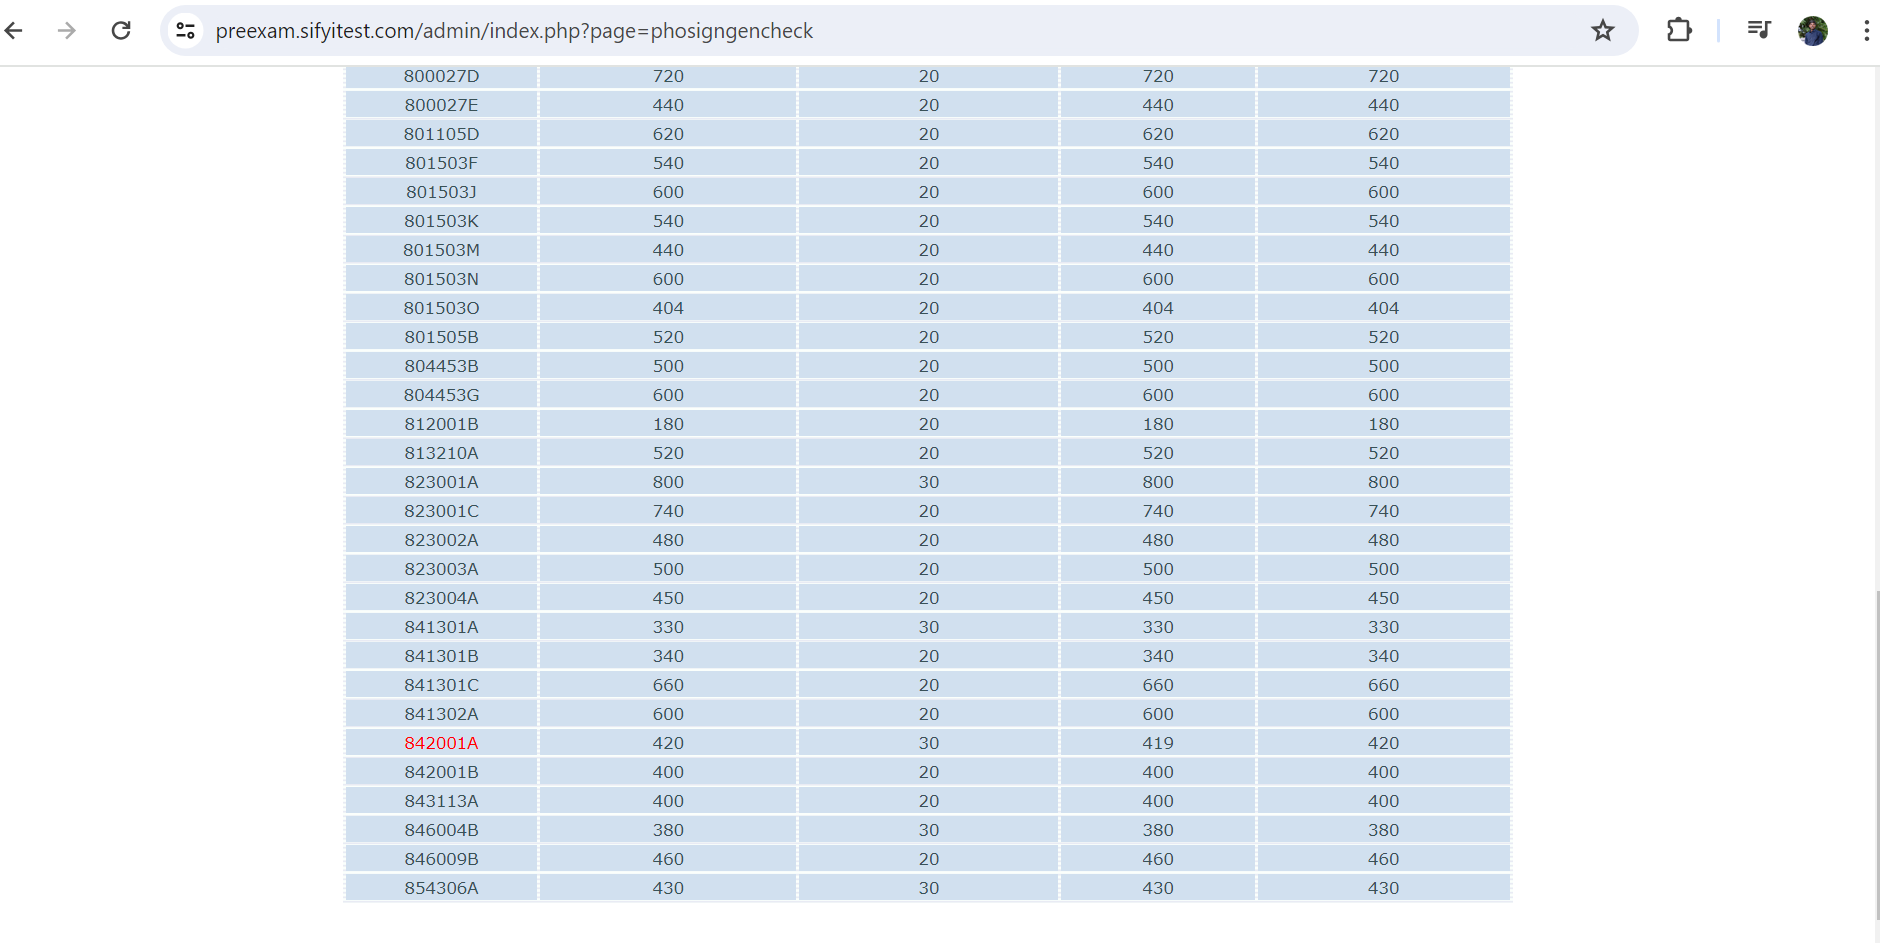 preexam.sifyitest.com/admin/index.php?page=phosigngencheck
800027D 720 20 720 720
800027E 440 20 440 440
801105D 620 20 620 620
801503F 540 20 540 540
801503J 600 20 600 600
801503K 540 20 540 540
801503M 440 20 440 440
801503N 600 20 600 600
801503O 404 20 404 404
801505B 520 20 520 520
804453B 500 20 500 500
804453G 600 20 600 600
812001B 180 20 180 180
813210A 520 20 520 520
823001A 800 30 800 800
823001C 740 20 740 740
823002A 480 20 480 480
823003A 500 20 500 500
823004A 450 20 450 450
841301A 330 30 330 330
841301B 340 20 340 340
841301C 660 20 660 660
841302A 600 20 600 600
842001A 420 30 419 420
842001B 400 20 400 400
843113A 400 20 400 400
846004B 380 30 380 380
846009B 460 20 460 460
854306A 430 30 430 430